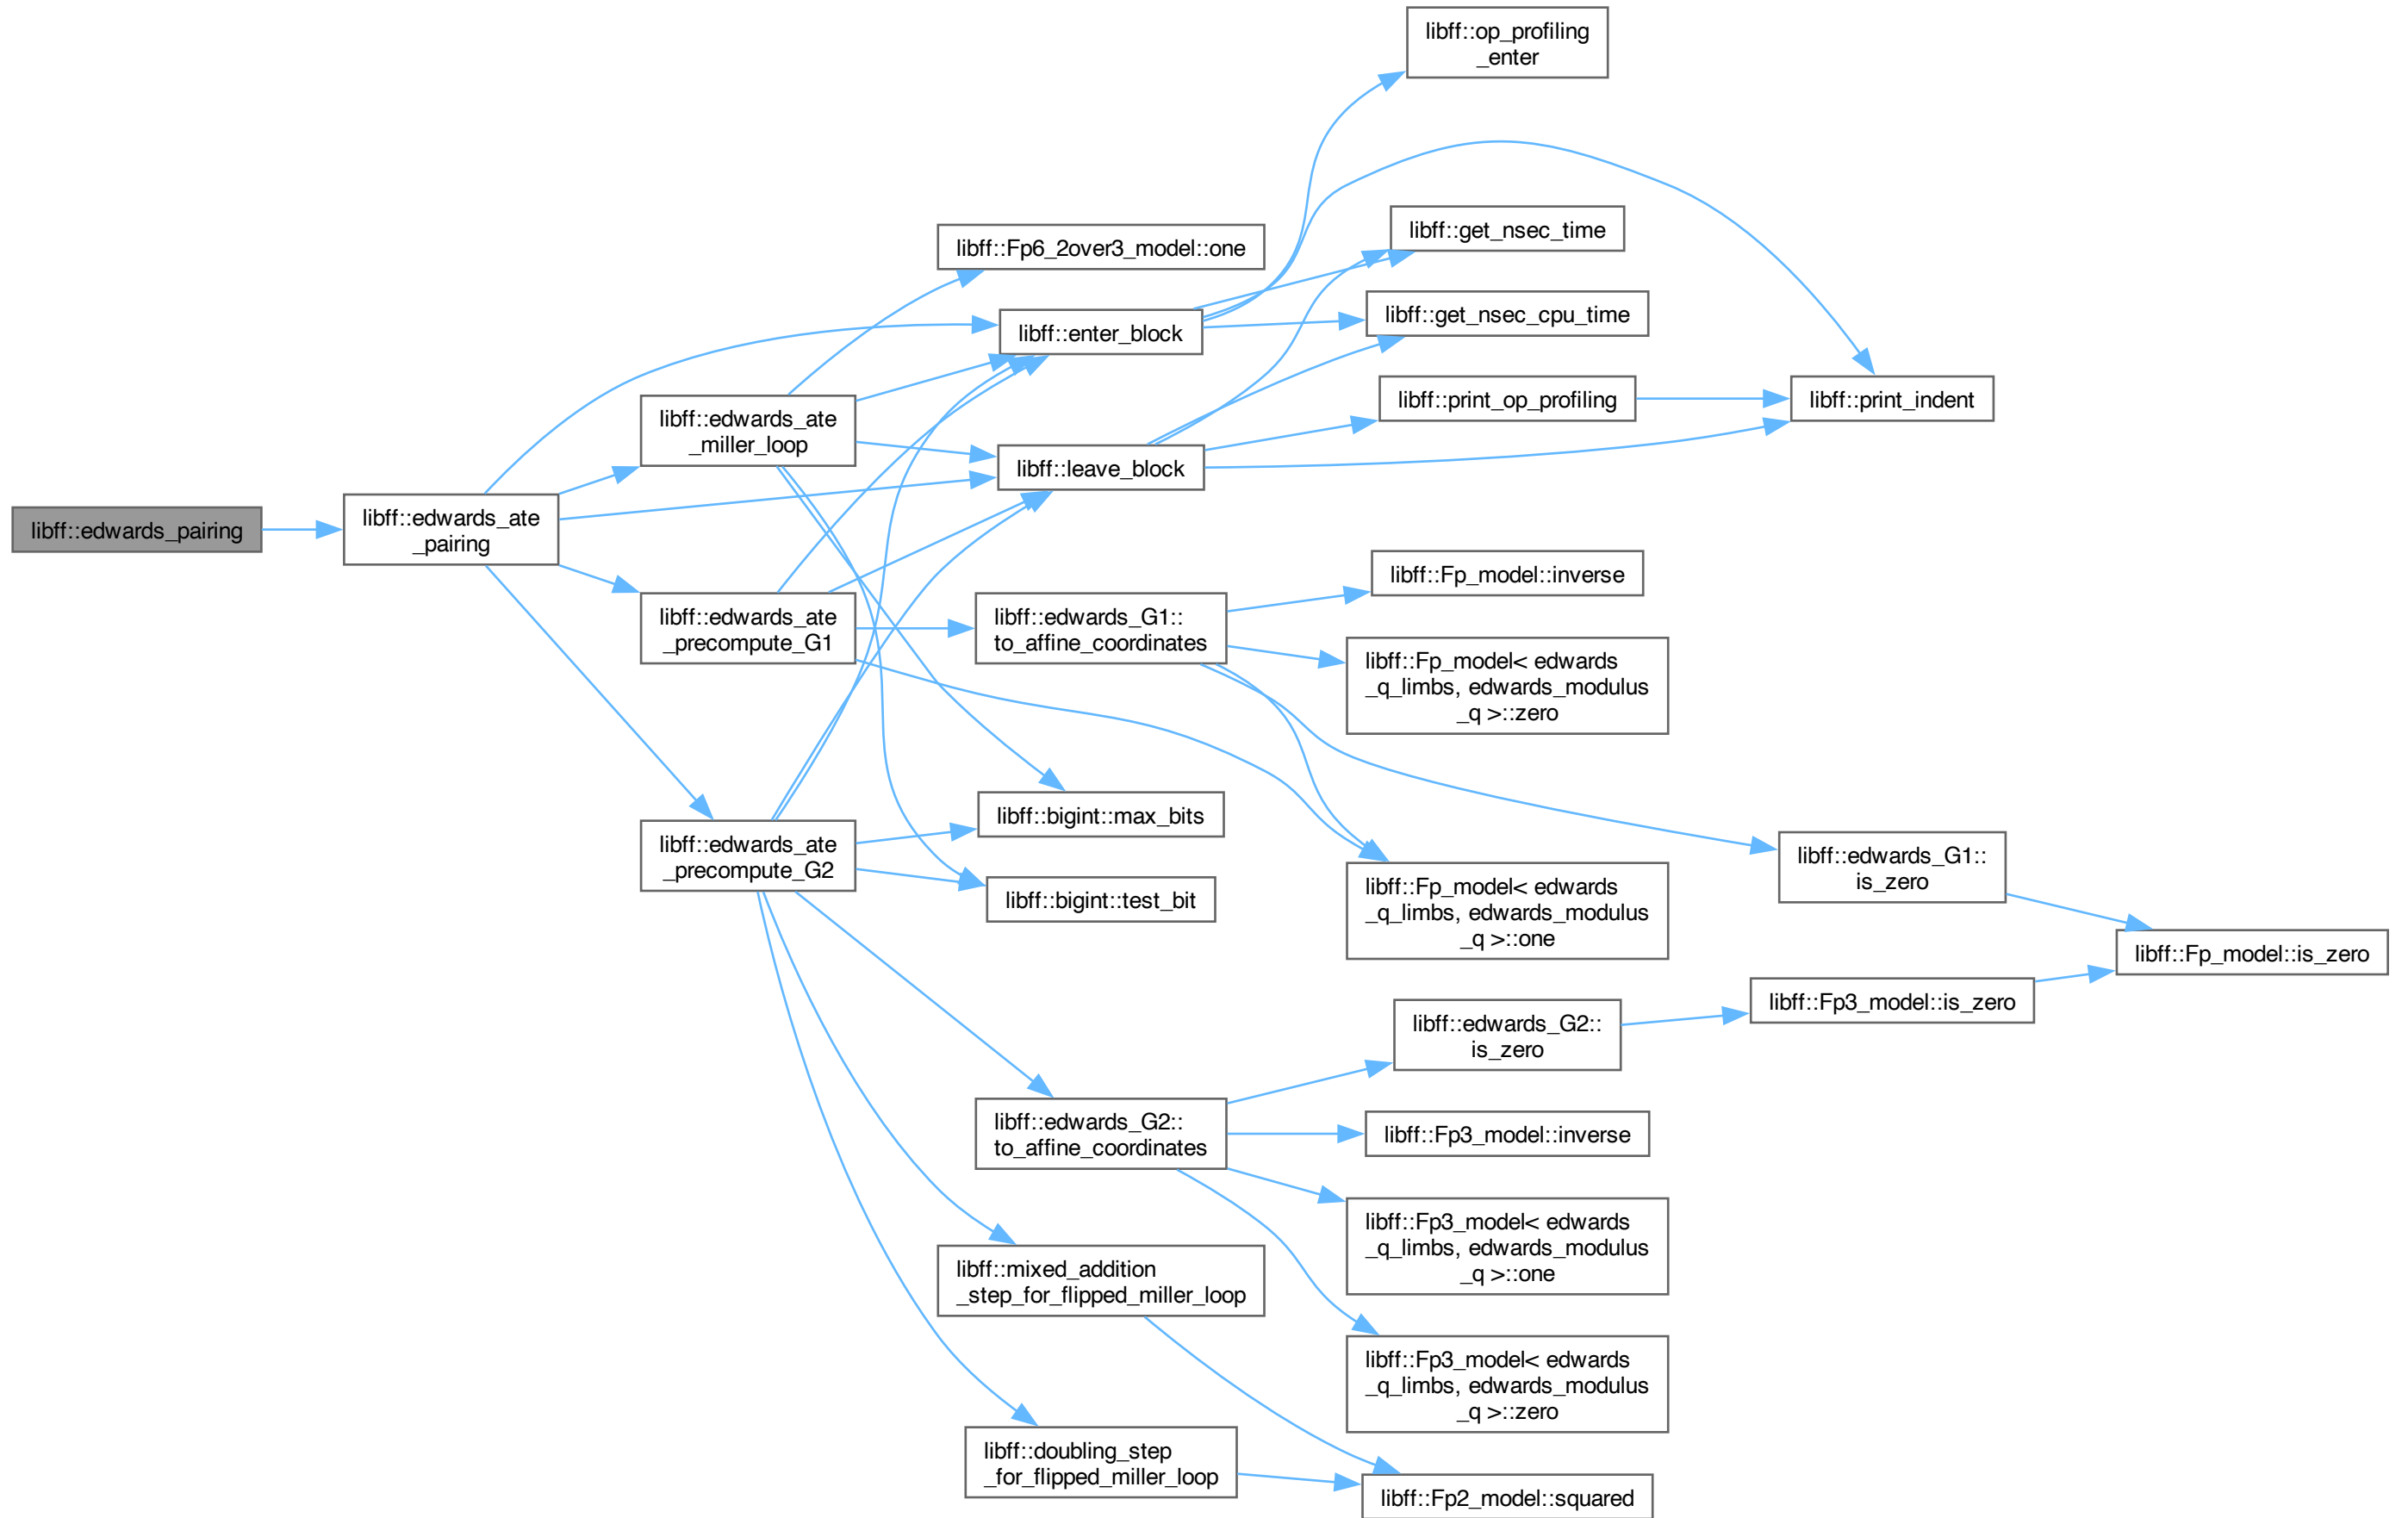 libff::op_profiling
_enter
libff::get_nsec_time
libff::Fp6_2over3_model::one
libff::get_nsec_cpu_time
libff::enter_block
libff::print_op_profiling
libff::print_indent
libff::edwards_ate
_miller_loop
libff::leave_block
libff::edwards_pairing
libff::edwards_ate
_pairing
libff::Fp_model::inverse
libff::edwards_ate
_precompute_G1
libff::edwards_G1::
to_affine_coordinates
libff::Fp_model< edwards
_q_limbs, edwards_modulus
_q >::zero
libff::bigint::max_bits
libff::edwards_ate
_precompute_G2
libff::edwards_G1::
is_zero
libff::bigint::test_bit
libff::Fp_model< edwards
_q_limbs, edwards_modulus
_q >::one
libff::Fp_model::is_zero
libff::Fp3_model::is_zero
libff::edwards_G2::
is_zero
libff::edwards_G2::
to_affine_coordinates
libff::Fp3_model::inverse
libff::Fp3_model< edwards
_q_limbs, edwards_modulus
_q >::one
libff::mixed_addition
_step_for_flipped_miller_loop
libff::Fp3_model< edwards
_q_limbs, edwards_modulus
_q >::zero
libff::doubling_step
_for_flipped_miller_loop
libff::Fp2_model::squared